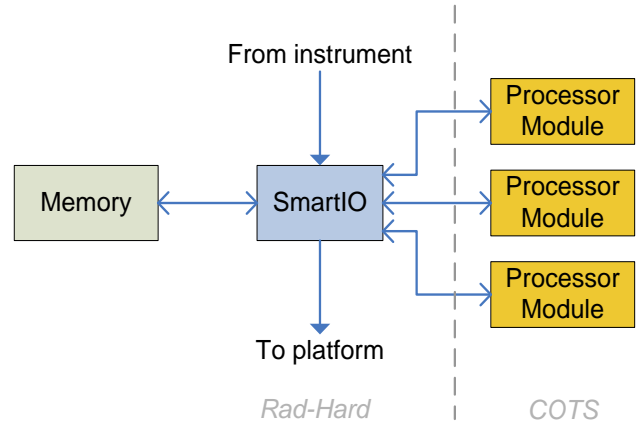 From instrument
Processor
Module
Memory
SmartIO
Processor
Module
Processor
Module
To platform
Rad-Hard
COTS